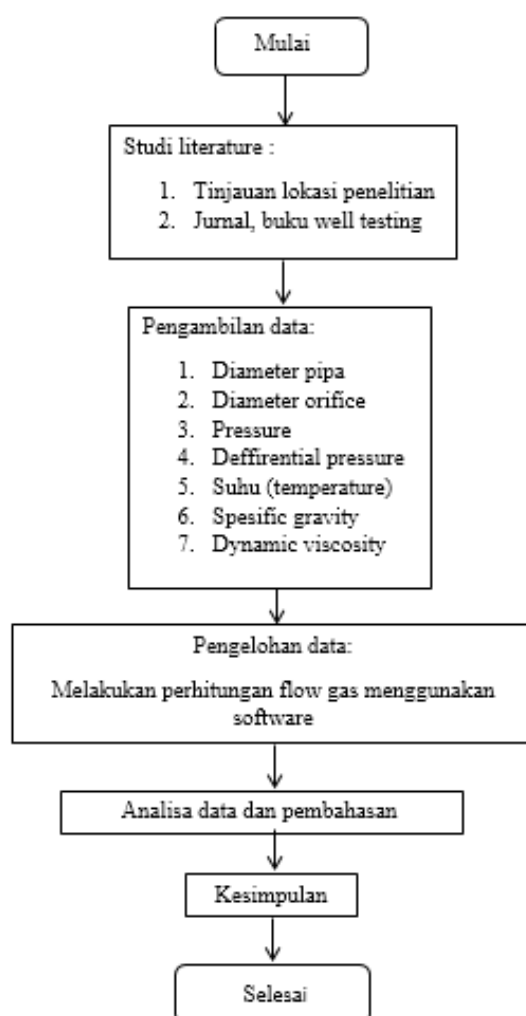 Mulai
Studi literature :
1. Tinjauan lokasi penelitian
2. Jurnal, buku well testing
Pengambilan data:
1. Diameter pipa
2. Diameter orifice
3. Pressure
4. Deffirential pressure
5. Suhu (temperature)
6. Spesific gravity
7. Dynamic viscosity
Pengelohan data:
Melakukan perhitungan flow gas menggunakan
software
Analisa data dan pembahasan
Kesimpulan
Selesai